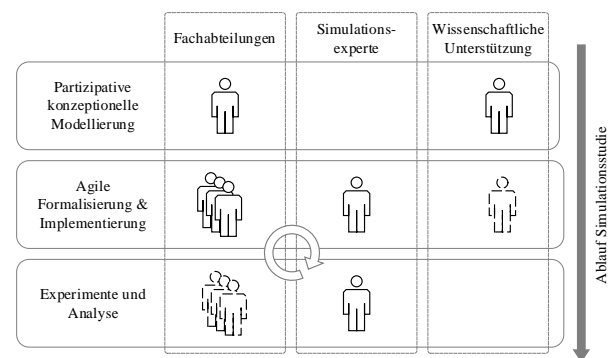 Fachabteilungen
Simulations-
experte
Wissenschaftliche
Unterstützung
Partizipative
konzeptionelle
Modellierung
Agile
Formalisierung &
Implementierung
Experimente und
Analyse
Ablauf Simulationsstudie